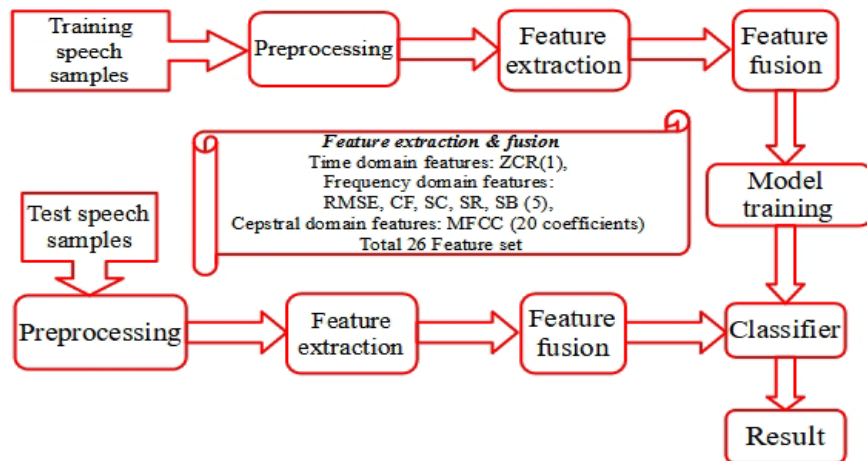 Training
speech
samples
Preprocessing
Feature
extraction
Feature
fusion
Feature extraction & fusion
Time domain features: ZCR(1),
Frequency domain features:
RMSE, CF, SC, SR, SB (5),
Cepstral domain features: MFCC (20 coefficients)
Total 26 Feature set
Model
training
Test speech
samples
Preprocessing
Feature
extraction
Feature
fusion
Classifier
Result